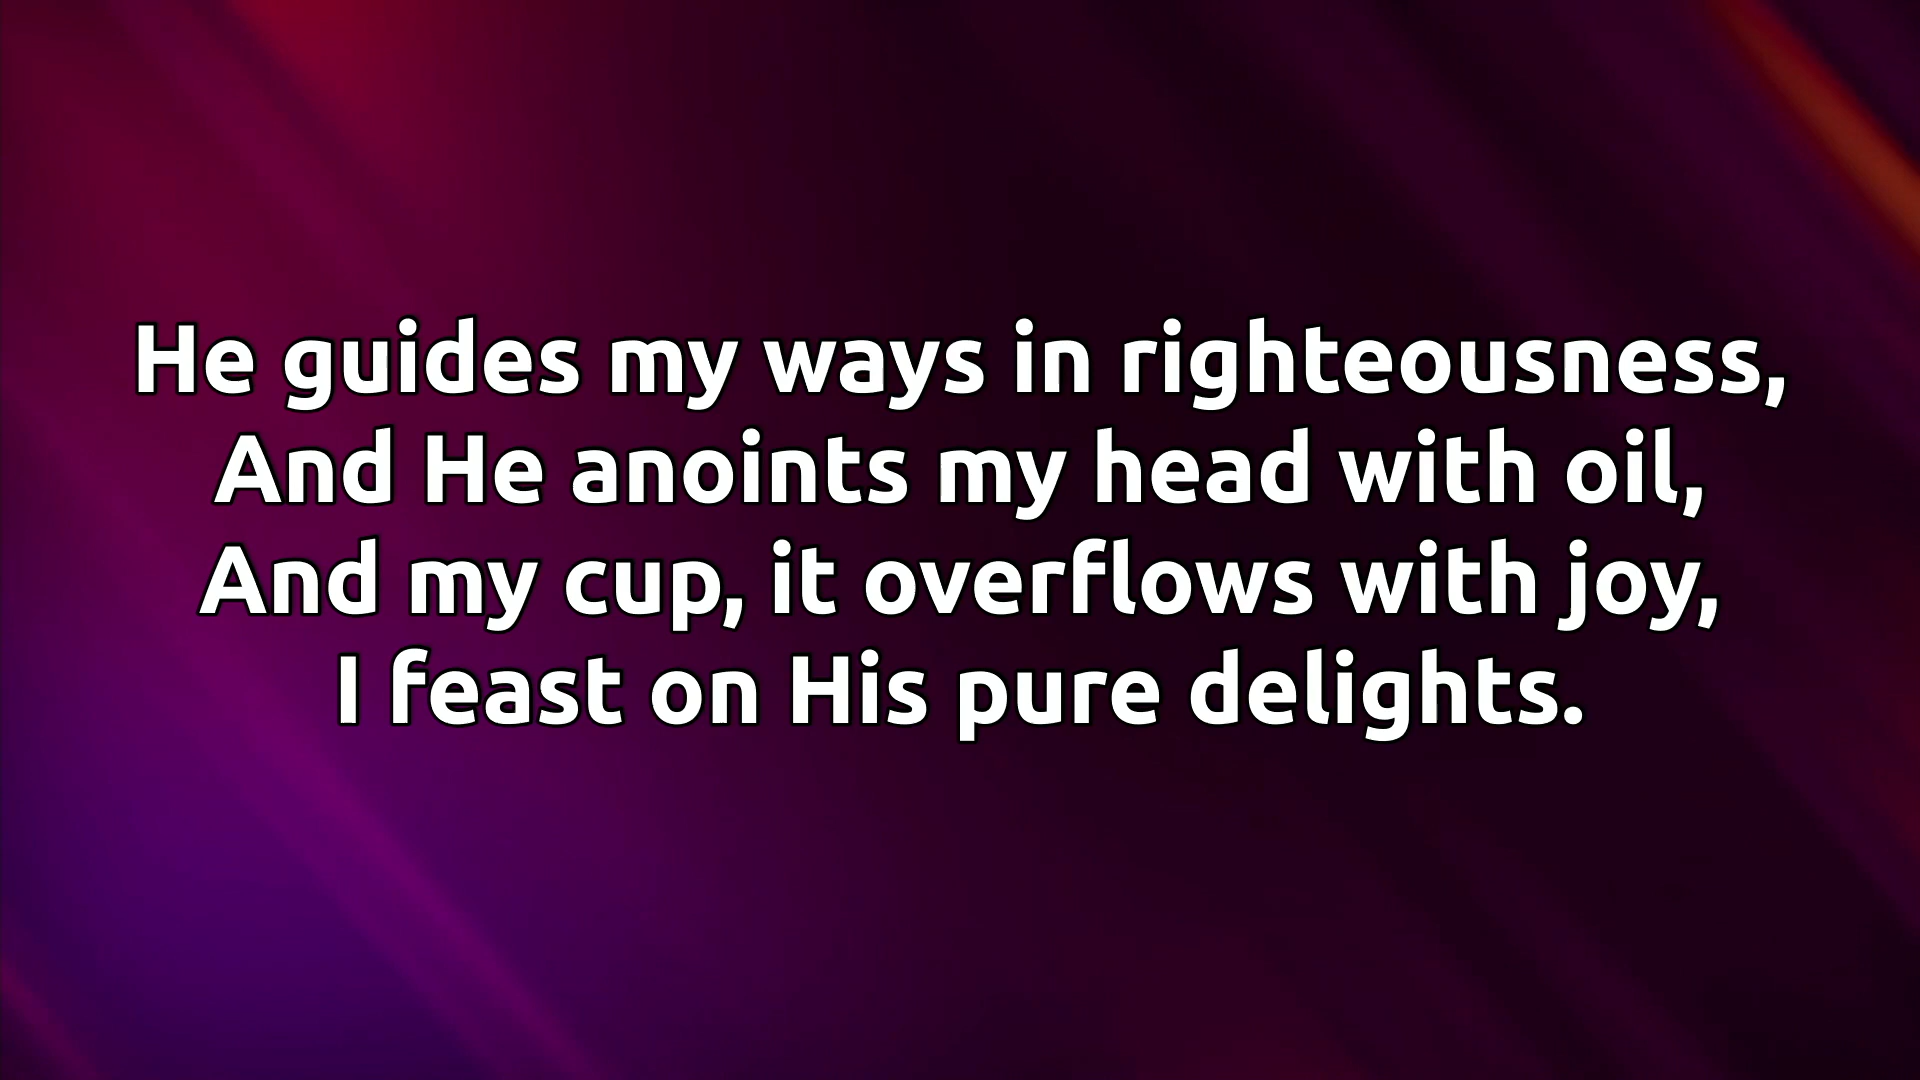 He guides my ways in righteousness,
And He anoints my head with oil,
And my cup, it overflows with joy,
I feast on His pure delights.